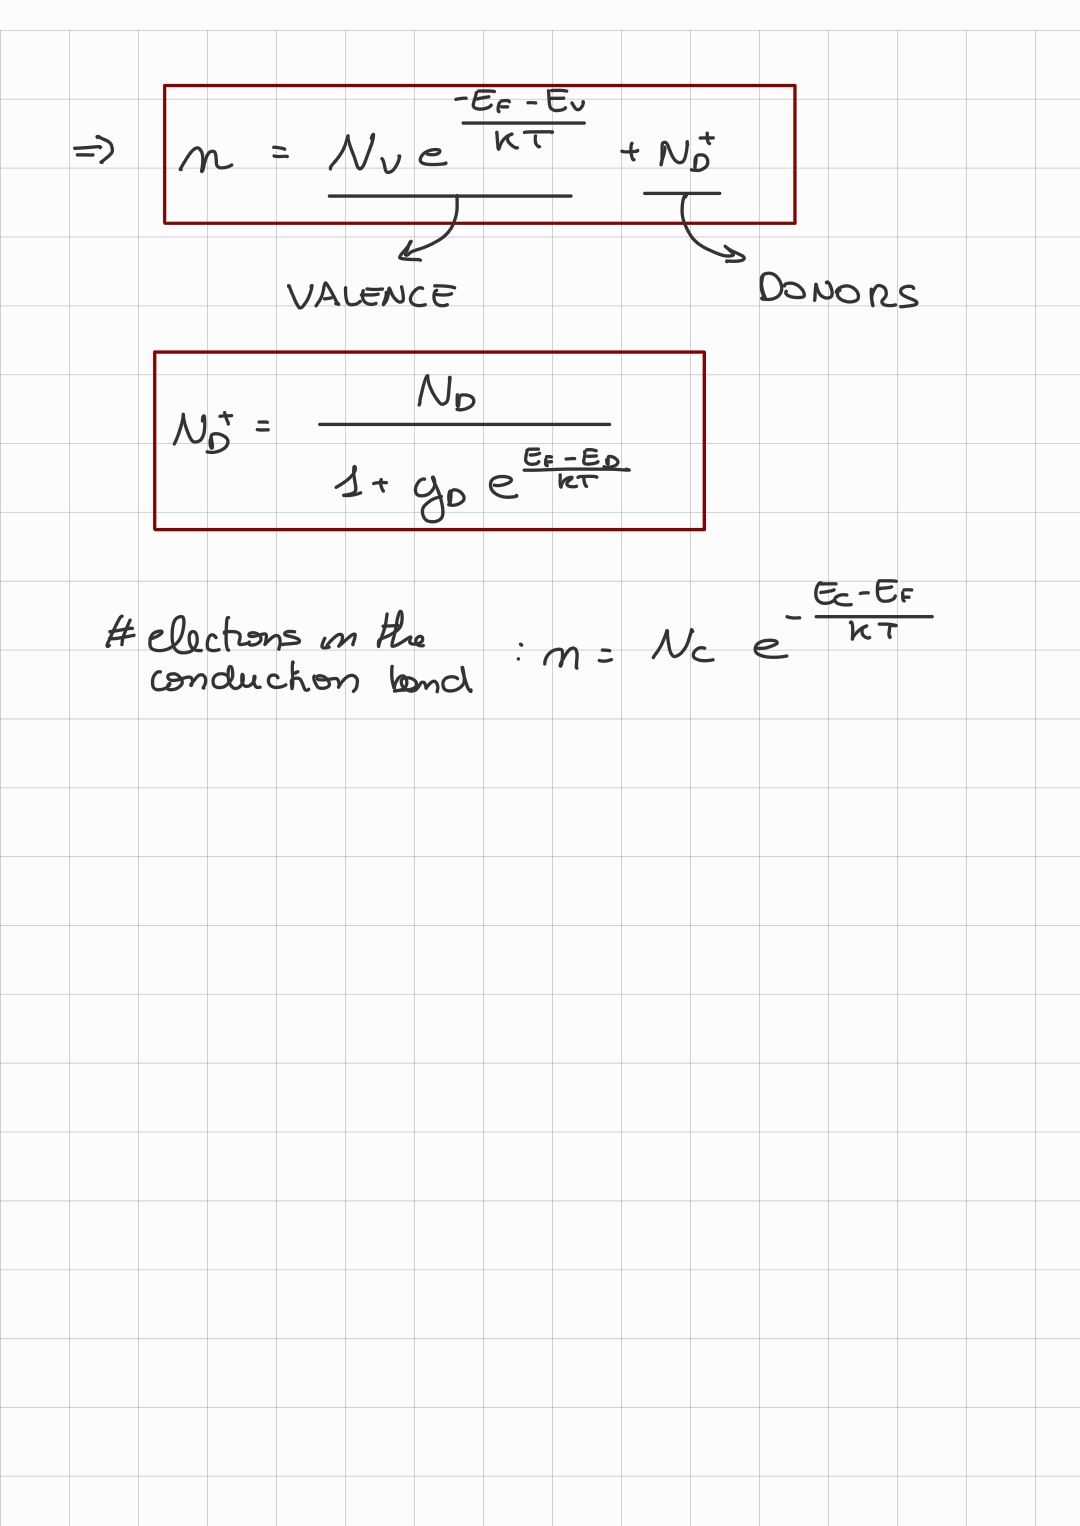 ⇒ n = N_V e^{\frac{-E_F - E_V}{KT}} + N_D^+
VALENCE DONORS
N_D^+ = \frac{N_D}{1 + g_D e^{\frac{E_F - E_D}{KT}}}
# electrons in the
conduction band : n = N_C e^{-\frac{E_C - E_F}{KT}}